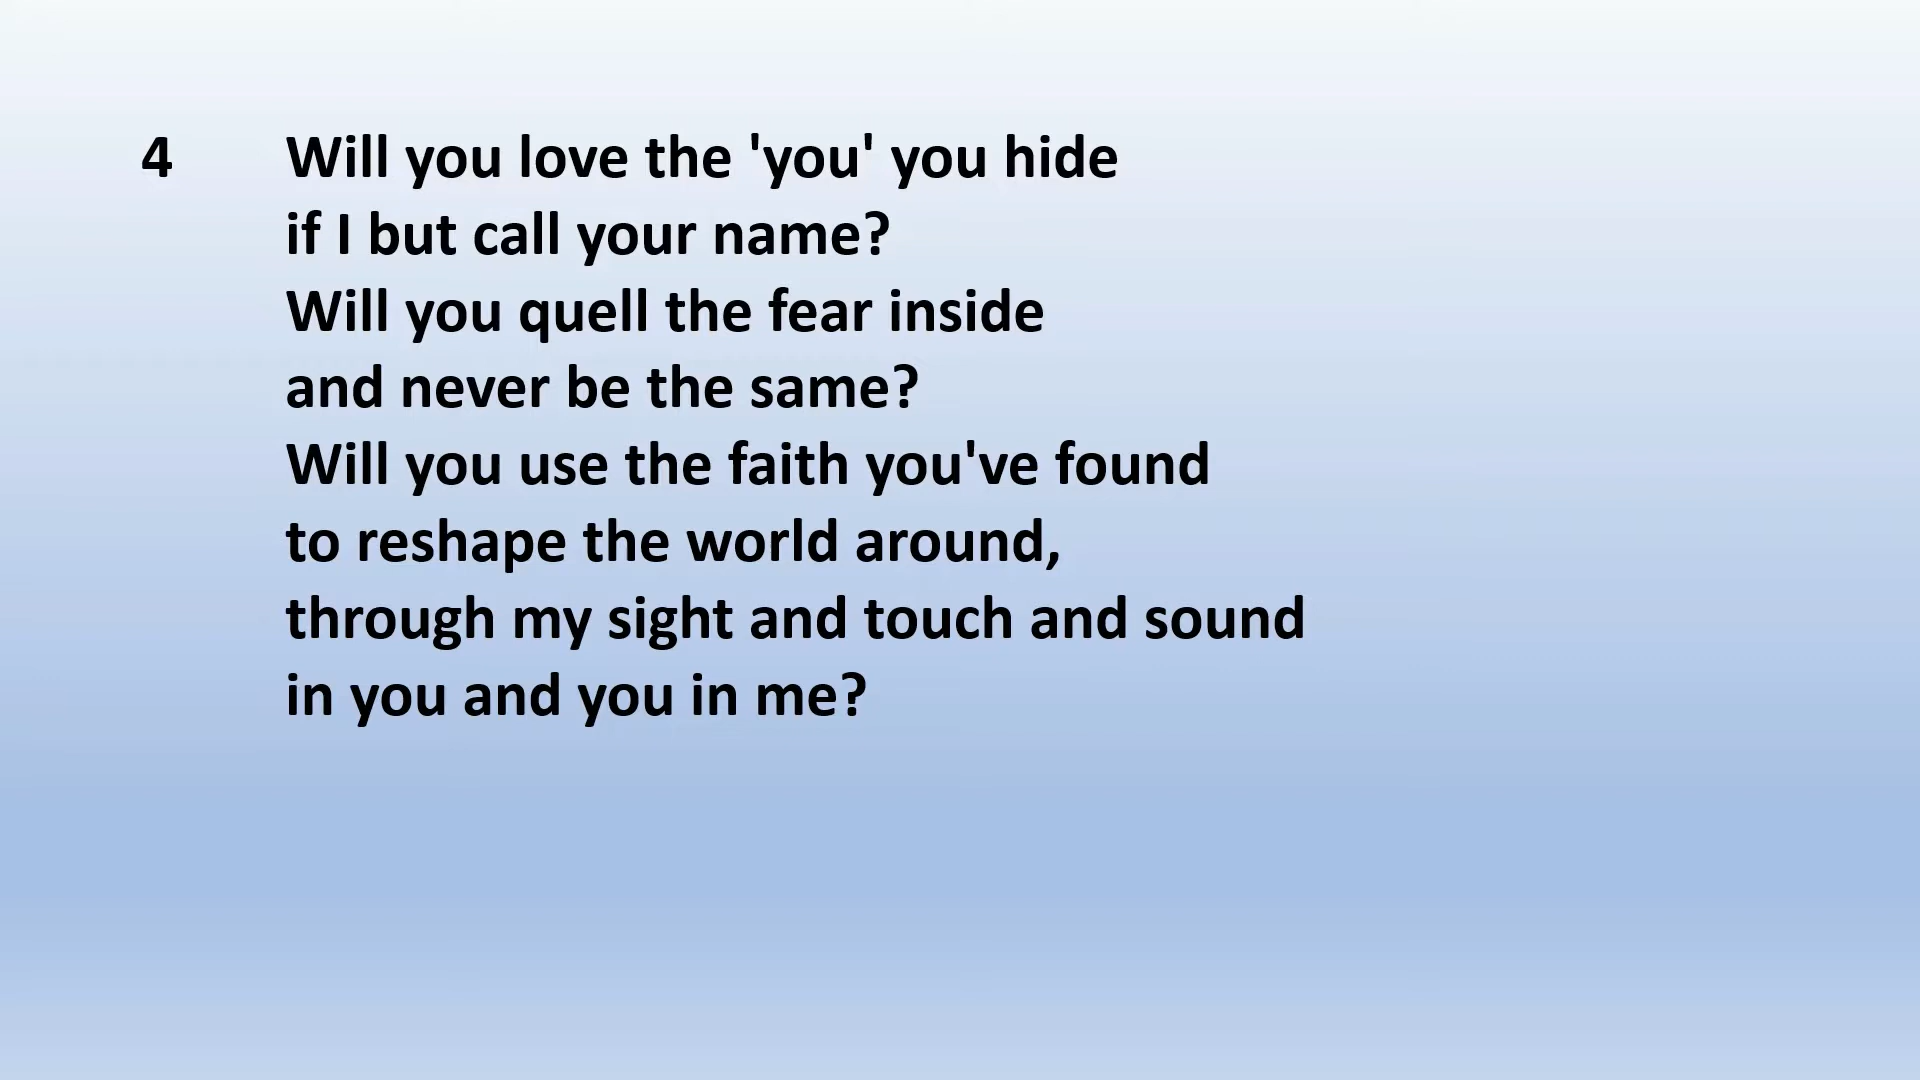 4 Will you love the 'you' you hide
if I but call your name?
Will you quell the fear inside
and never be the same?
Will you use the faith you've found
to reshape the world around,
through my sight and touch and sound
in you and you in me?